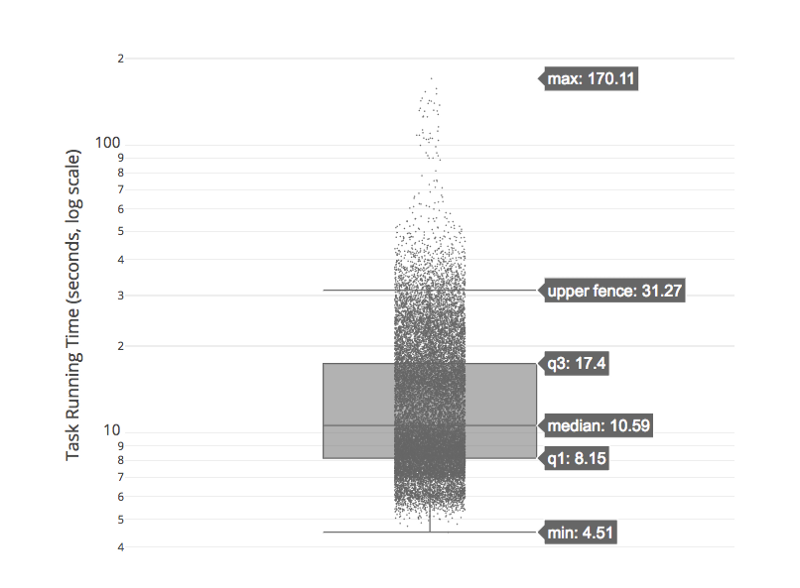 2
100
9
8
7
6
5
4
3
2
10
9
8
7
6
5
4
Task Running Time (seconds, log scale)
max: 170.11
upper fence: 31.27
q3: 17.4
median: 10.59
q1: 8.15
min: 4.51